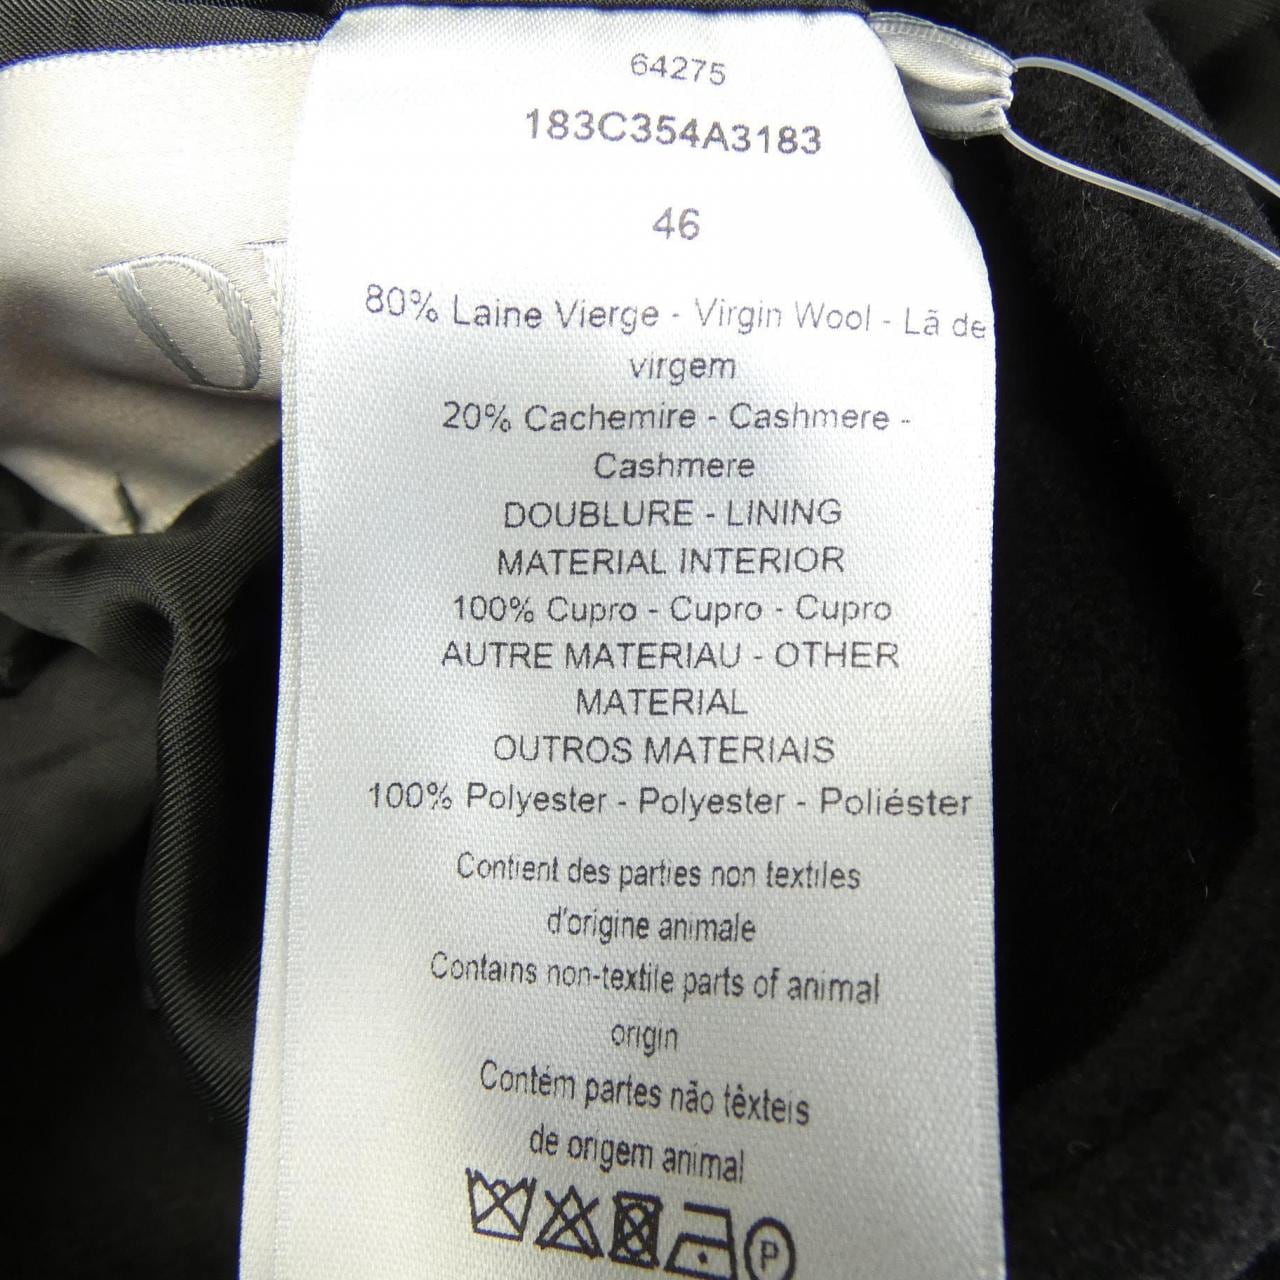 64275
183C354A3183
46
80% Laine Vierge - Virgin Wool - Lã de
virgem
20% Cachemire - Cashmere -
Cashmere
DOUBLURE - LINING
MATERIAL INTERIOR
100% Cupro - Cupro - Cupro
AUTRE MATERIAU - OTHER
MATERIAL
OUTROS MATERIAIS
100% Polyester - Polyester - Poliéster
Contient des parties non textiles
d'origine animale
Contains non-textile parts of animal
origin
Contém partes não têxteis
de origem animal
P